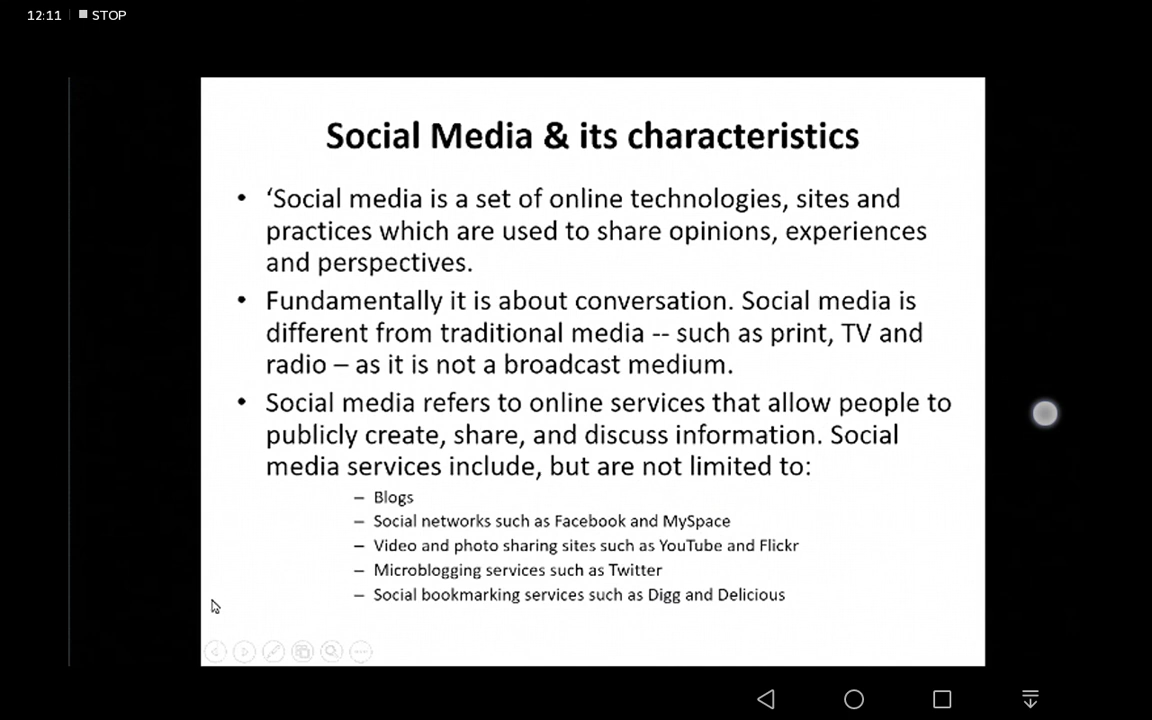 12:11 STOP
Social Media & its characteristics
• ‘Social media is a set of online technologies, sites and
practices which are used to share opinions, experiences
and perspectives.
• Fundamentally it is about conversation. Social media is
different from traditional media -- such as print, TV and
radio – as it is not a broadcast medium.
• Social media refers to online services that allow people to
publicly create, share, and discuss information. Social
media services include, but are not limited to:
– Blogs
– Social networks such as Facebook and MySpace
– Video and photo sharing sites such as YouTube and Flickr
– Microblogging services such as Twitter
– Social bookmarking services such as Digg and Delicious